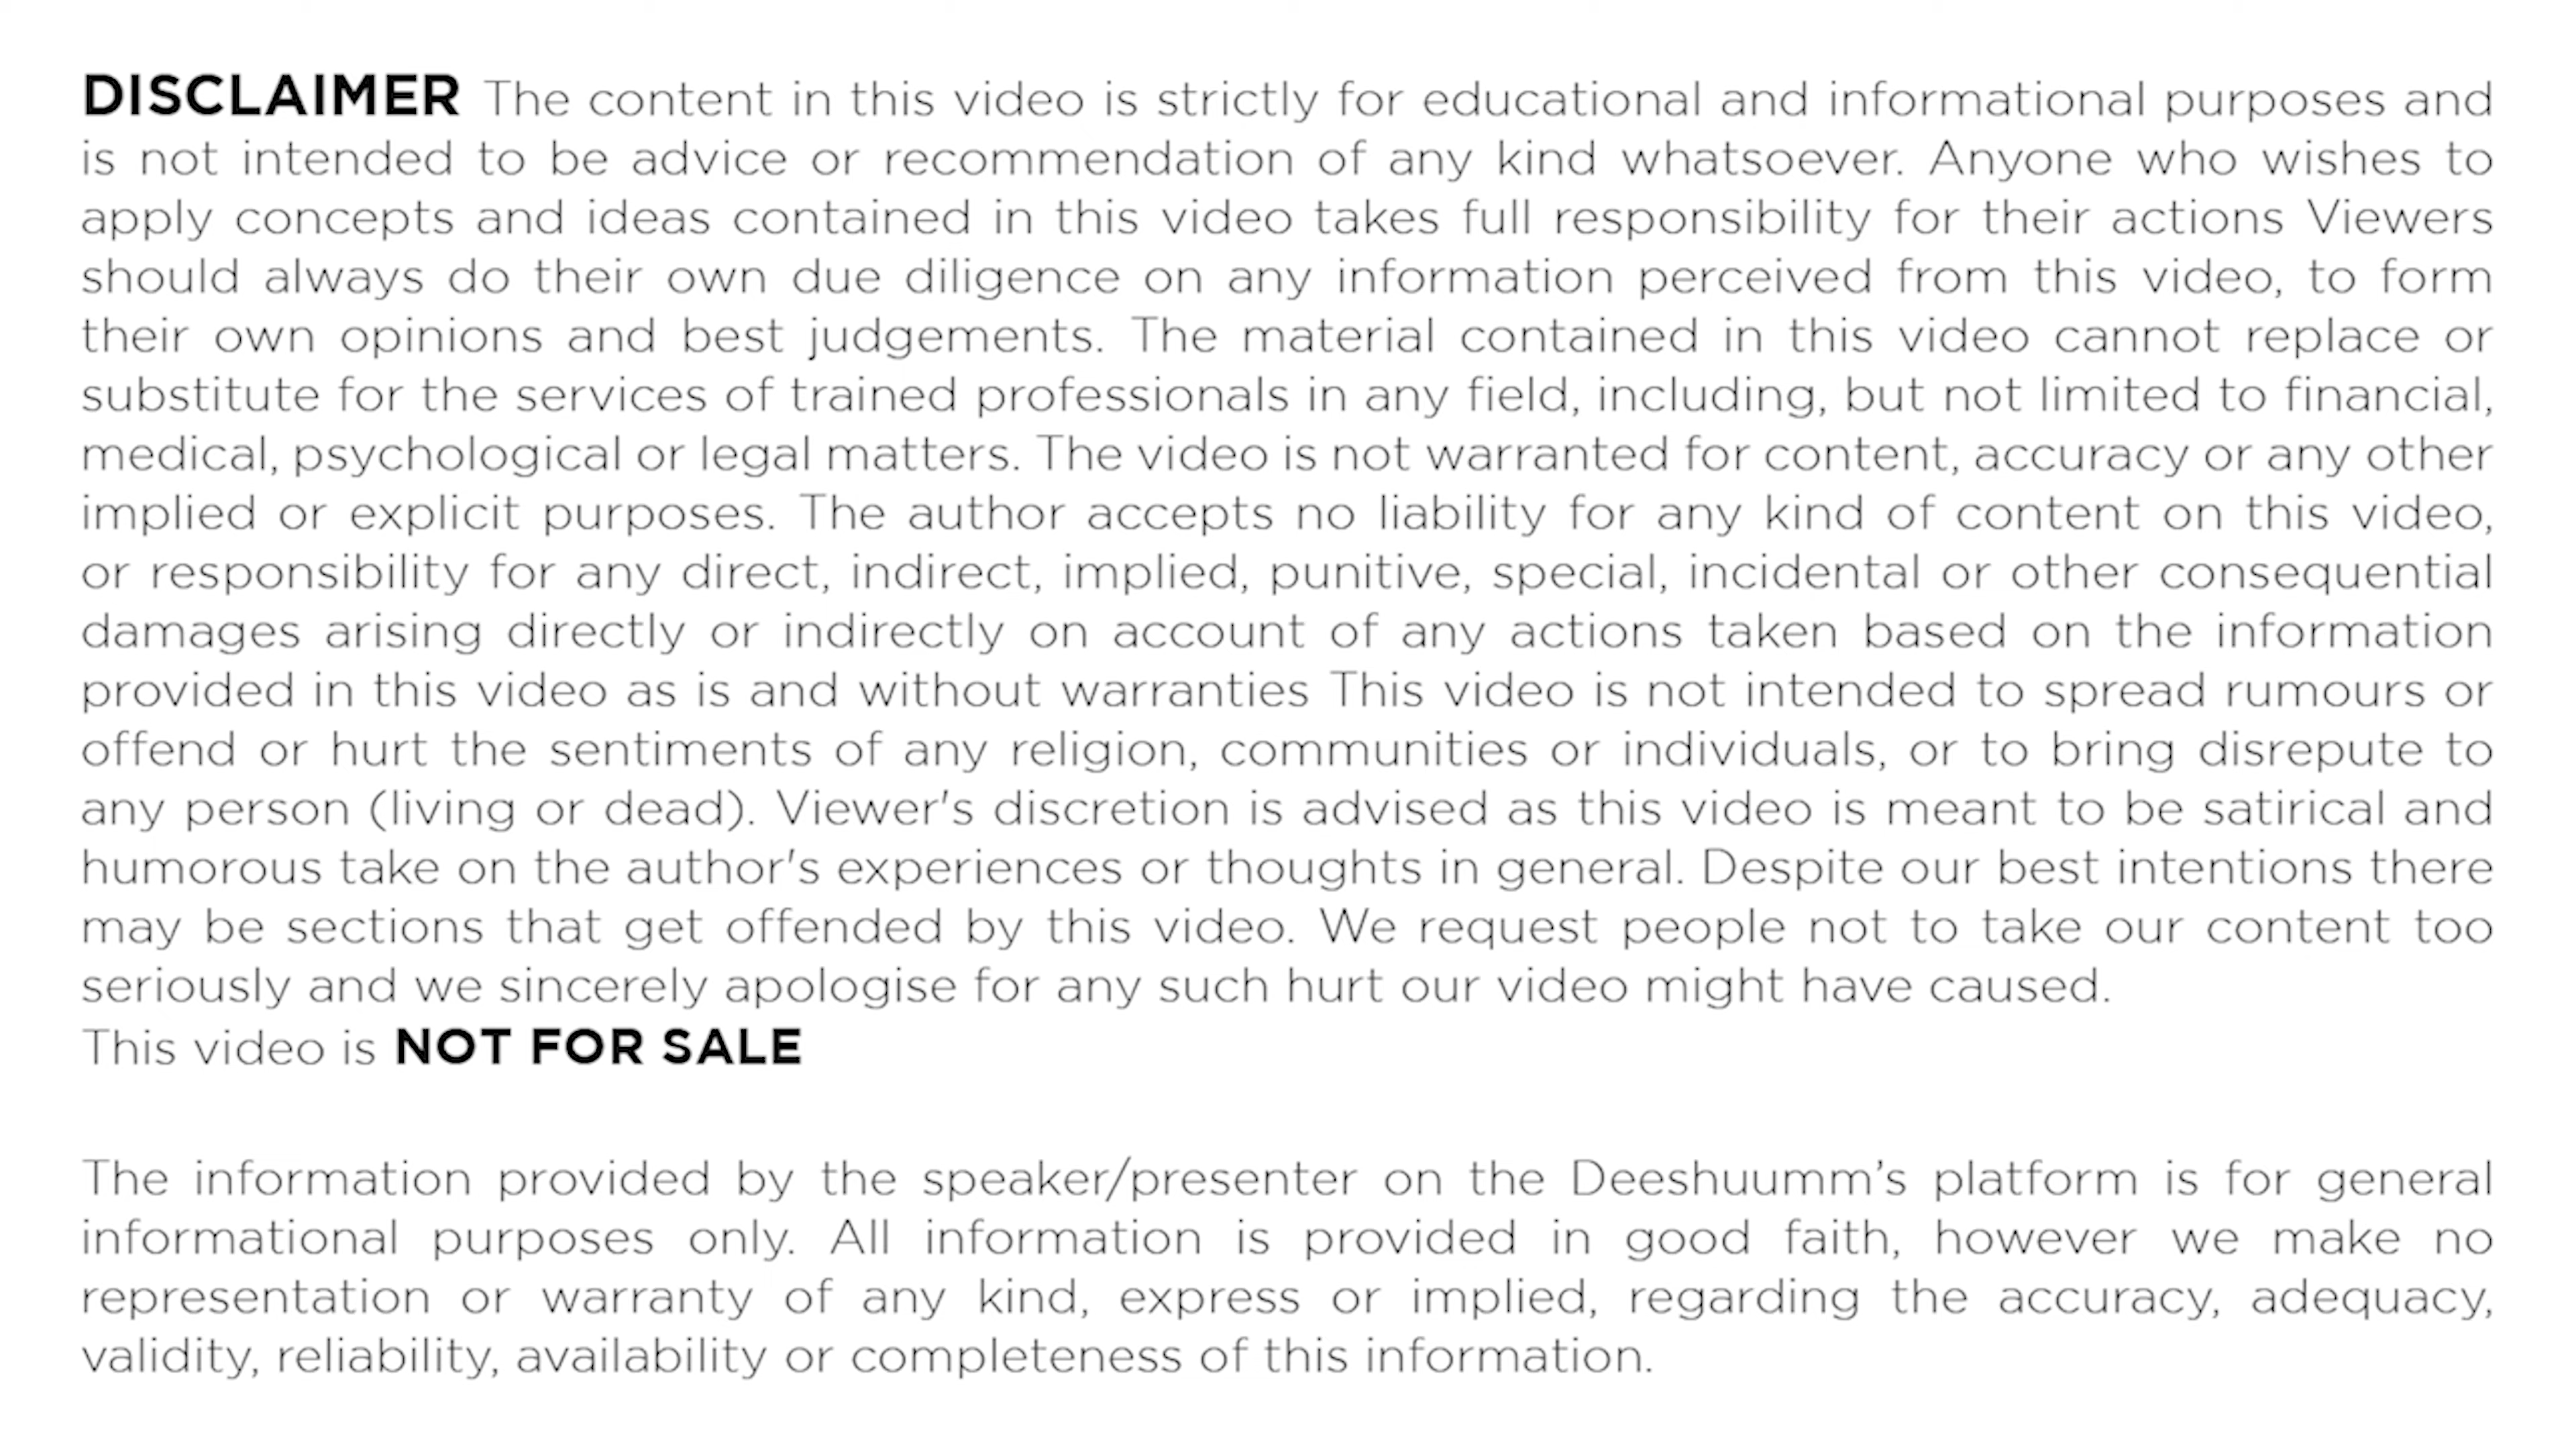 DISCLAIMER The content in this video is strictly for educational and informational purposes and
is not intended to be advice or recommendation of any kind whatsoever. Anyone who wishes to
apply concepts and ideas contained in this video takes full responsibility for their actions Viewers
should always do their own due diligence on any information perceived from this video, to form
their own opinions and best judgements. The material contained in this video cannot replace or
substitute for the services of trained professionals in any field, including, but not limited to financial,
medical, psychological or legal matters. The video is not warranted for content, accuracy or any other
implied or explicit purposes. The author accepts no liability for any kind of content on this video,
or responsibility for any direct, indirect, implied, punitive, special, incidental or other consequential
damages arising directly or indirectly on account of any actions taken based on the information
provided in this video as is and without warranties This video is not intended to spread rumours or
offend or hurt the sentiments of any religion, communities or individuals, or to bring disrepute to
any person (living or dead). Viewer's discretion is advised as this video is meant to be satirical and
humorous take on the author's experiences or thoughts in general. Despite our best intentions there
may be sections that get offended by this video. We request people not to take our content too
seriously and we sincerely apologise for any such hurt our video might have caused.
This video is NOT FOR SALE
The information provided by the speaker/presenter on the Deeshuumm’s platform is for general
informational purposes only. All information is provided in good faith, however we make no
representation or warranty of any kind, express or implied, regarding the accuracy, adequacy,
validity, reliability, availability or completeness of this information.